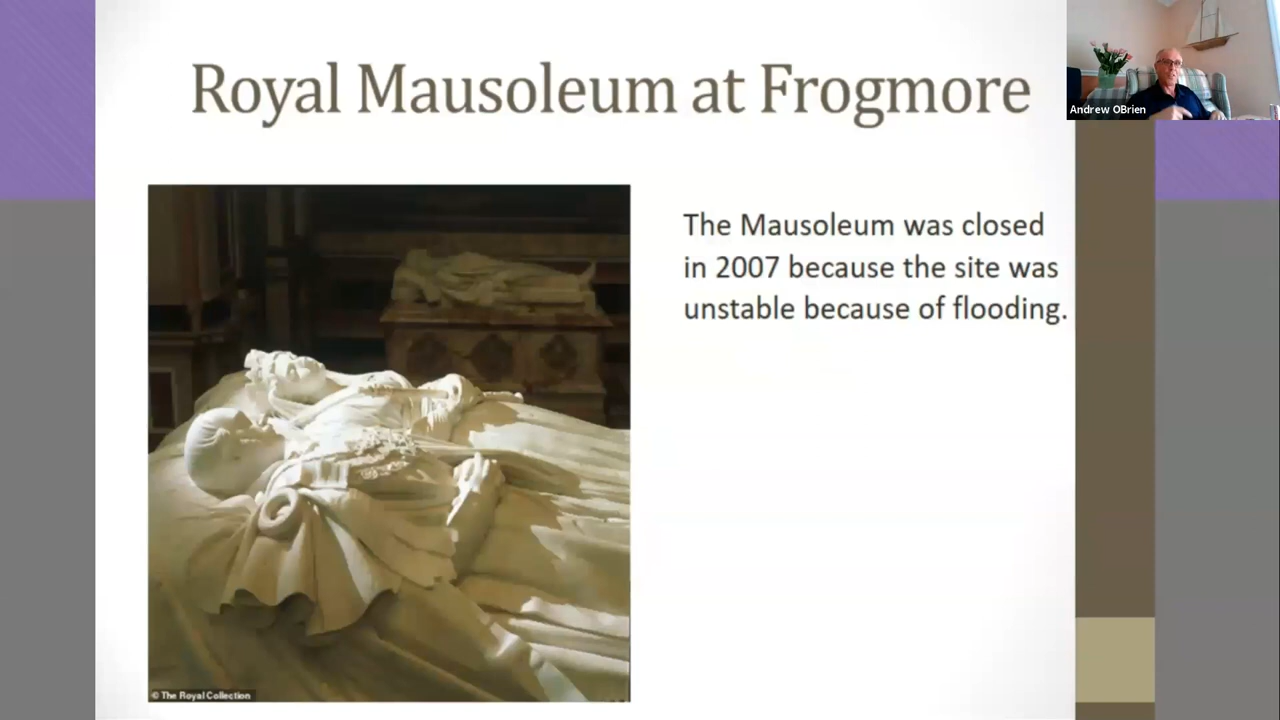 Royal Mausoleum at Frogmore
Andrew OBrien
The Mausoleum was closed
in 2007 because the site was
unstable because of flooding.
© The Royal Collection